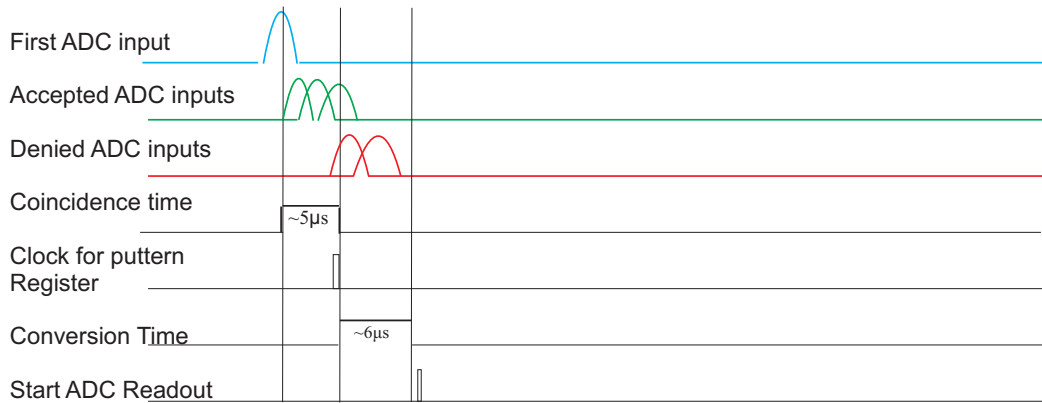 First ADC input
Accepted ADC inputs
Denied ADC inputs
Coincidence time
~5μs
Clock for puttern
Register
Conversion Time
~6μs
Start ADC Readout